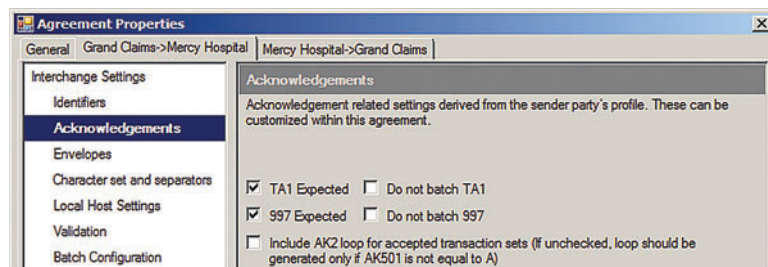 Agreement Properties
General Grand Claims->Mercy Hospital Mercy Hospital->Grand Claims
Interchange Settings
Identifiers
Acknowledgements
Envelopes
Character set and separators
Local Host Settings
Validation
Batch Configuration
Acknowledgements
Acknowledgement related settings derived from the sender party's profile. These can be
customized within this agreement.
TA1 Expected Do not batch TA1
997 Expected Do not batch 997
Include AK2 loop for accepted transaction sets (If unchecked, loop should be
generated only if AK501 is not equal to A)